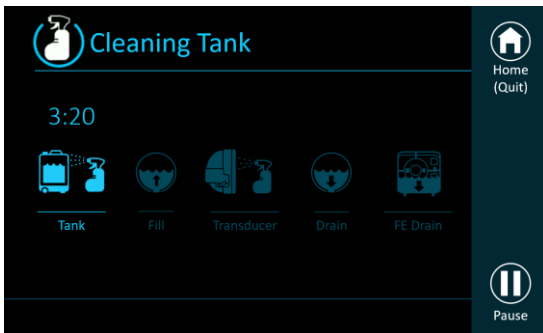 Cleaning Tank
Home
(Quit)
3:20
Tank
Fill
Transducer
Drain
FE Drain
Pause